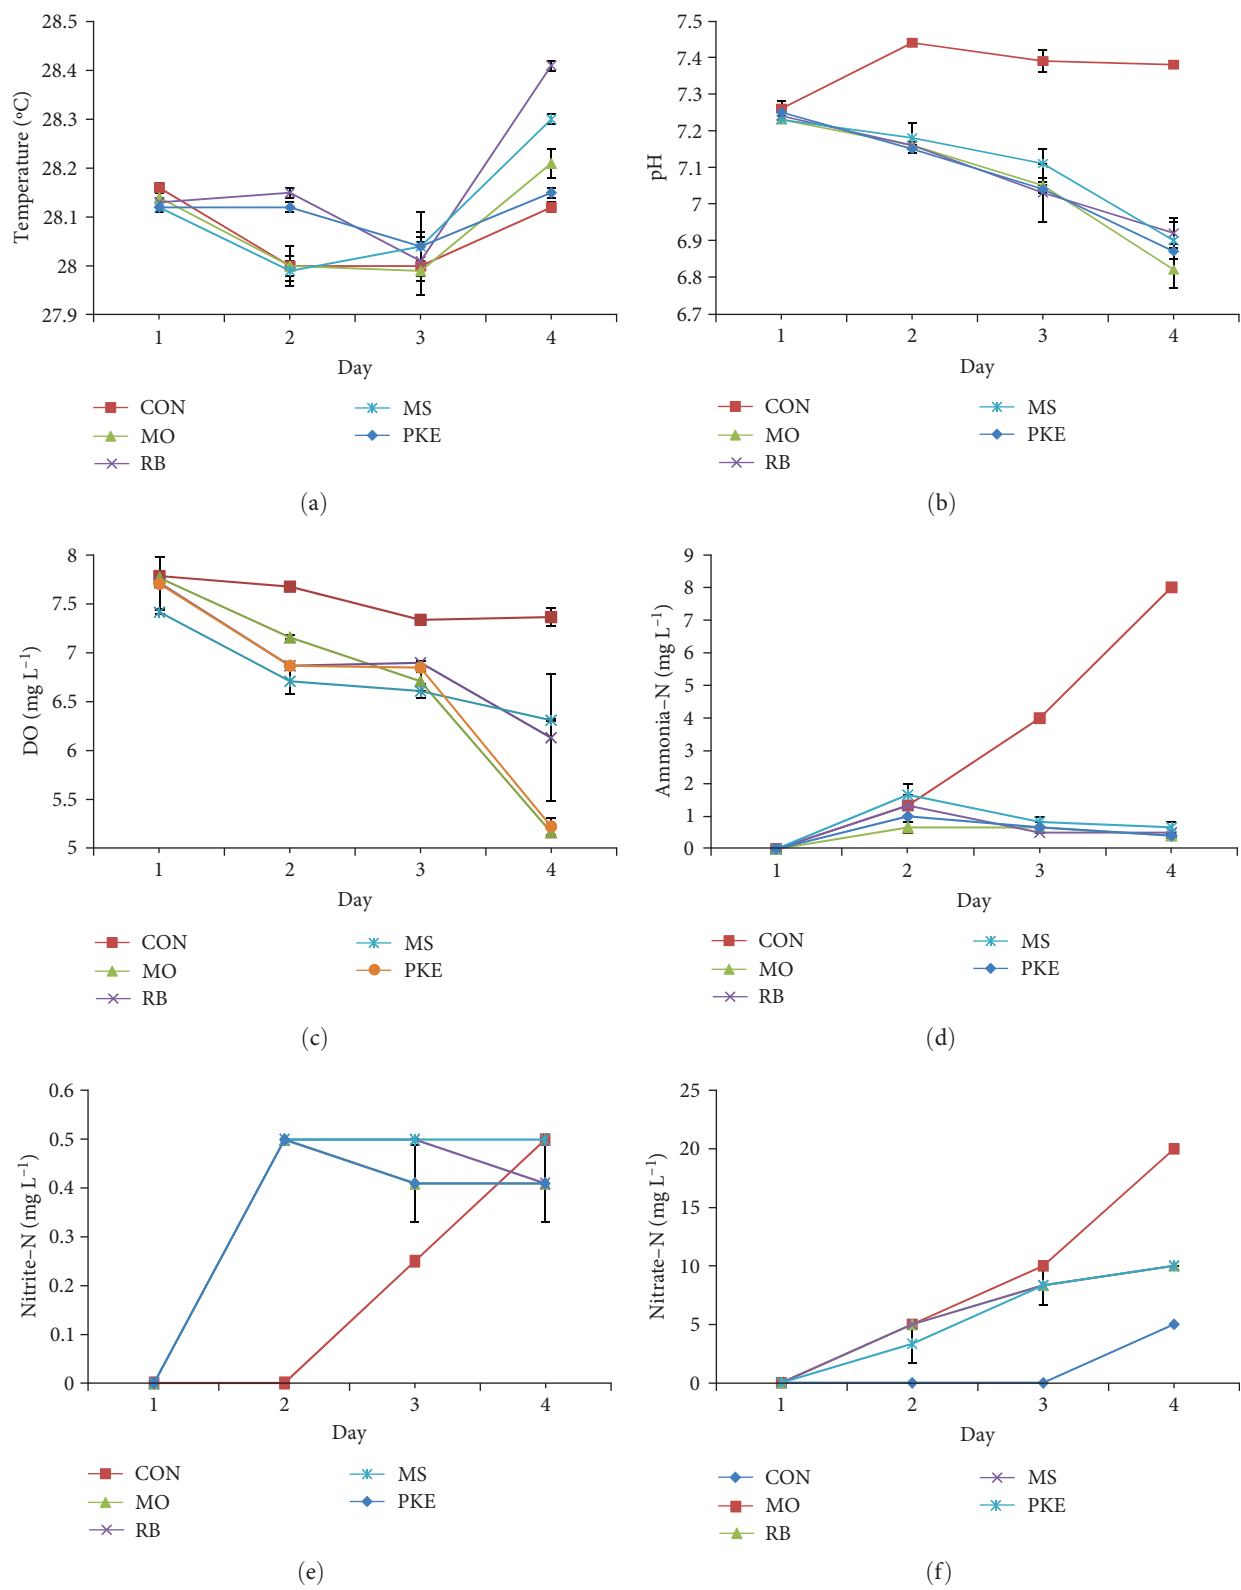 28.5
28.4
28.3
28.2
28.1
28
27.9
Temperature (°C)
1 2 3 4
Day
CON
MO
RB
MS
PKE
(a)
7.5
7.4
7.3
7.2
7.1
7
6.9
6.8
6.7
pH
1 2 3 4
Day
CON
MO
RB
MS
PKE
(b)
8
7.5
7
6.5
6
5.5
5
DO (mg L⁻¹)
1 2 3 4
Day
CON
MO
RB
MS
PKE
(c)
9
8
7
6
5
4
3
2
1
0
Ammonia–N (mg L⁻¹)
1 2 3 4
Day
CON
MO
RB
MS
PKE
(d)
0.6
0.5
0.4
0.3
0.2
0.1
0
Nitrite–N (mg L⁻¹)
1 2 3 4
Day
CON
MO
RB
MS
PKE
(e)
25
20
15
10
5
0
Nitrate–N (mg L⁻¹)
1 2 3 4
Day
CON
MO
RB
MS
PKE
(f)